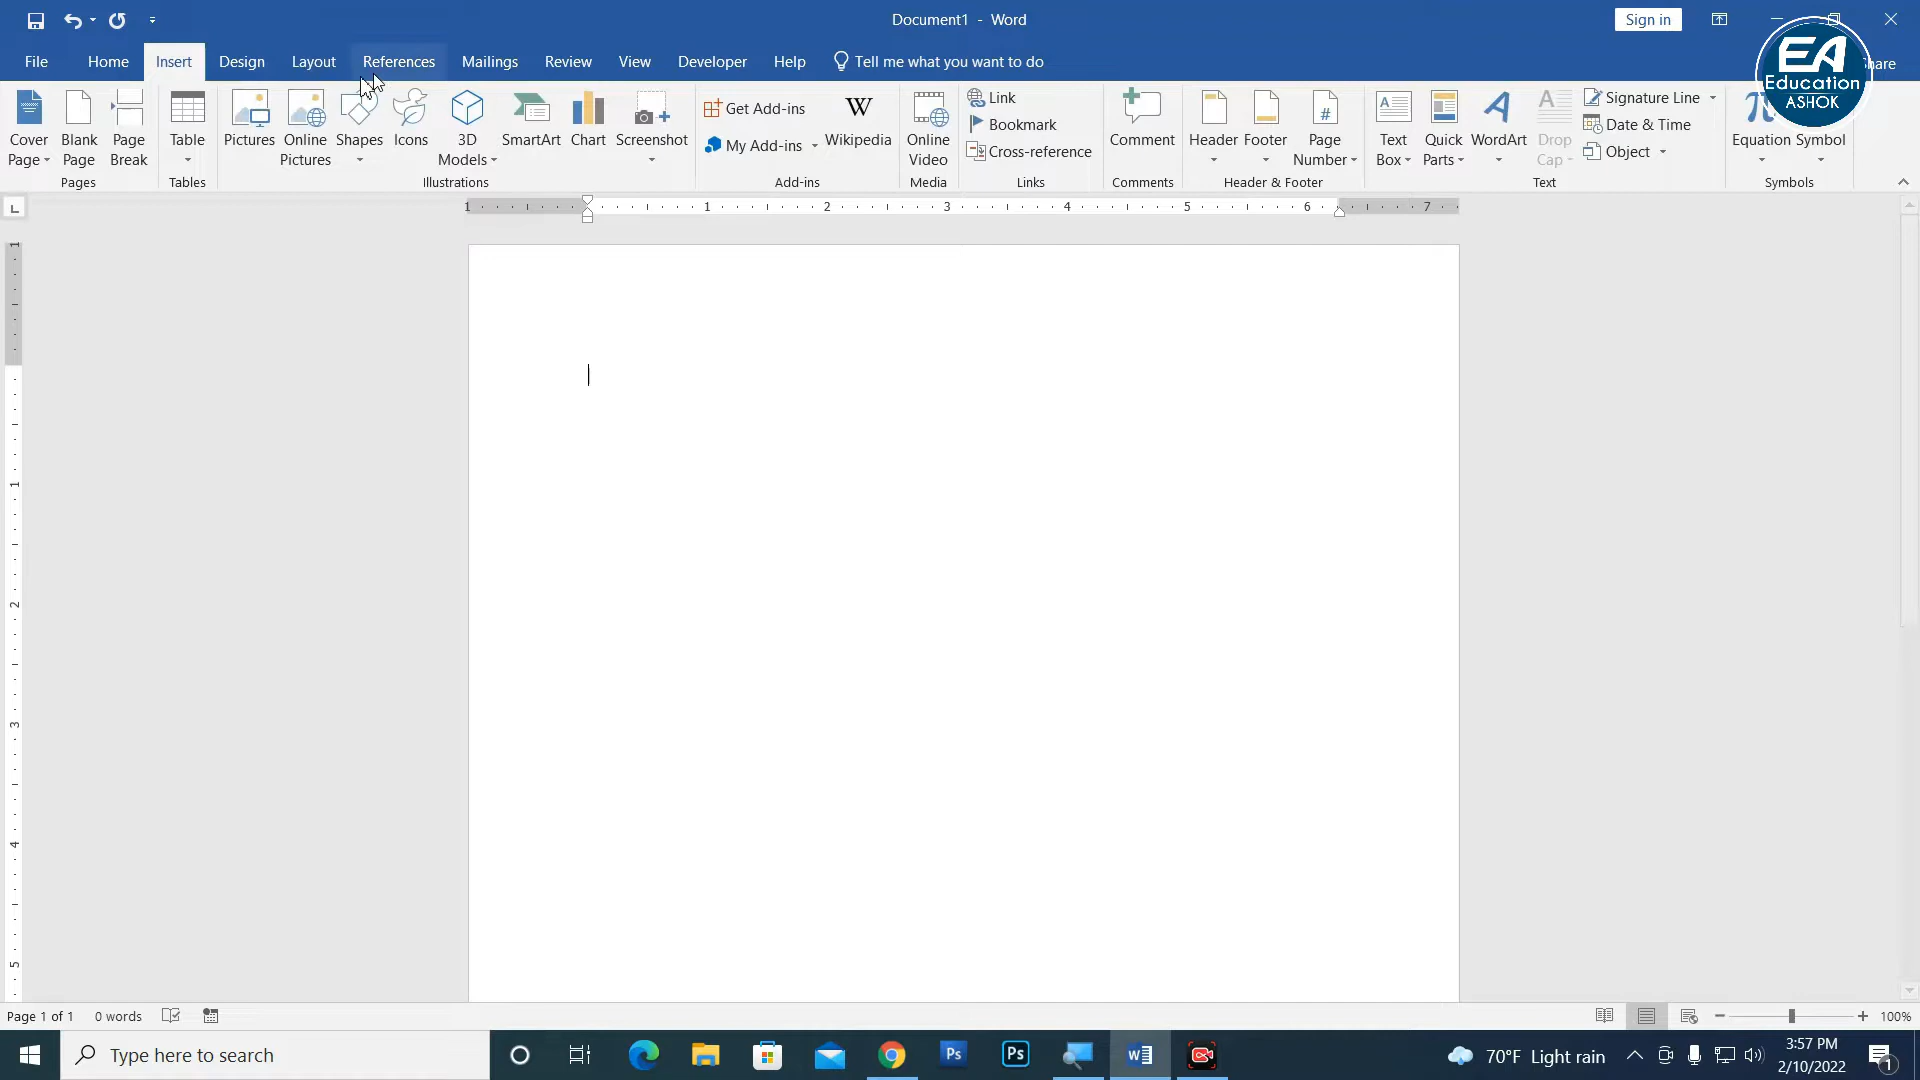 Document1 - Word
Sign in
File Home Insert Design Layout References Mailings Review View Developer Help Tell me what you want to do hare
EA
Education
ASHOK
Cover Page
Blank Page
Page Break
Pages
Table
Tables
Pictures
Online Pictures
Shapes
Icons
3D Models
SmartArt
Chart
Screenshot
Illustrations
Get Add-ins
My Add-ins
W
Wikipedia
Add-ins
Online Video
Media
Link
Bookmark
Cross-reference
Links
Comment
Comments
Header
Footer
#
Page Number
Header & Footer
A
Text Box
Quick Parts
A
WordArt
A
Drop Cap
Signature Line
Date & Time
Object
Text
π
Equation
Symbol
Symbols
L
1 1 2 3 4 5 6 7
1
1
2
3
4
5
Page 1 of 1 0 words
100%
Type here to search
Ps
Ps
W
70°F Light rain
3:57 PM
2/10/2022
1